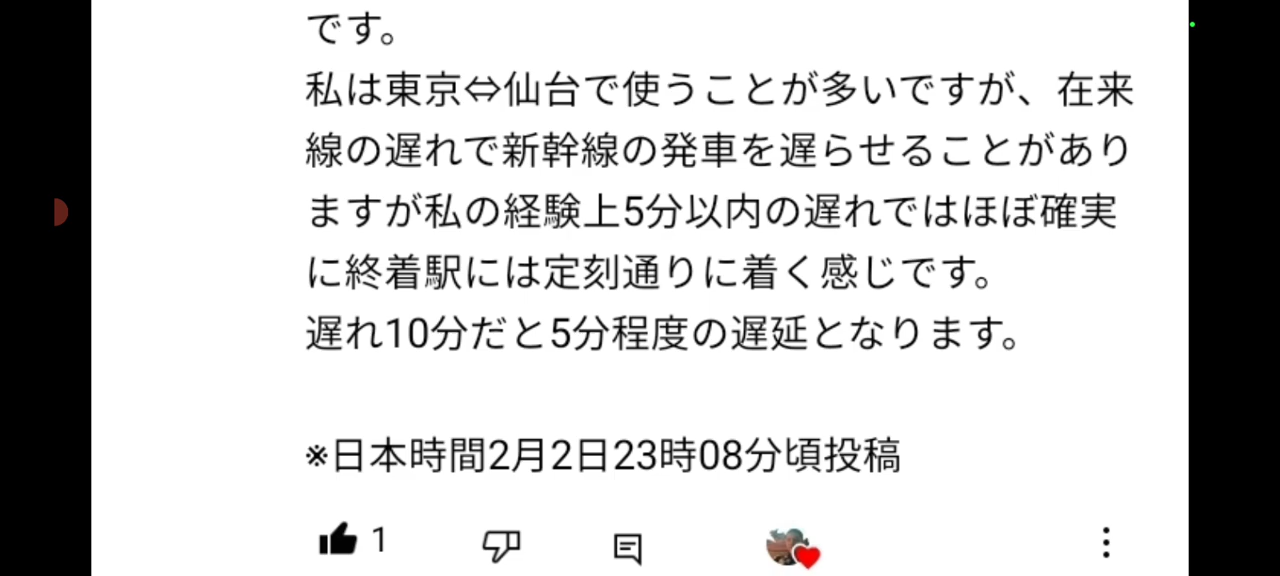 です。
私は東京⇔仙台で使うことが多いですが、在来
線の遅れで新幹線の発車を遅らせることがあり
ますが私の経験上5分以内の遅れではほぼ確実
に終着駅には定刻通りに着く感じです。
遅れ10分だと5分程度の遅延となります。
※日本時間2月2日23時08分頃投稿
1